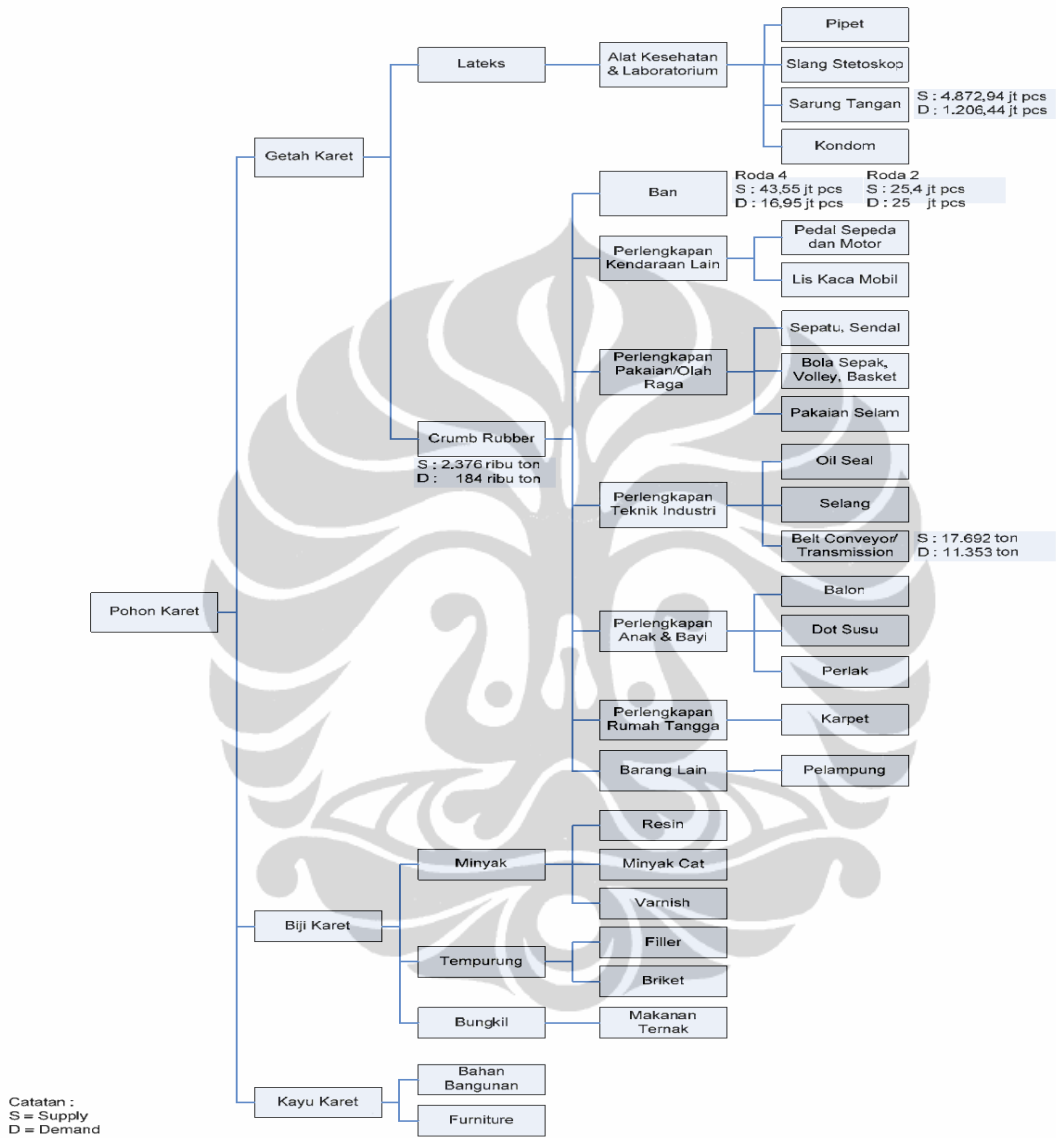 Pipet
Lateks
Alat Kesehatan
& Laboratorium
Slang Stetoskop
Sarung Tangan
S : 4.872,94 jt pcs
D : 1.206,44 jt pcs
Kondom
Getah Karet
Ban
Roda 4
S : 43,55 jt pcs
D : 16,95 jt pcs
Roda 2
S : 25,4 jt pcs
D : 25 jt pcs
Perlengkapan
Kendaraan Lain
Pedal Sepeda
dan Motor
Lis Kaca Mobil
Perlengkapan
Pakaian/Olah
Raga
Sepatu, Sendal
Bola Sepak,
Volley, Basket
Pakaian Selam
Crumb Rubber
S : 2.376 ribu ton
D : 184 ribu ton
Perlengkapan
Teknik Industri
Oil Seal
Selang
Belt Conveyor/
Transmission
S : 17.692 ton
D : 11.353 ton
Pohon Karet
Perlengkapan
Anak & Bayi
Balon
Dot Susu
Perlak
Perlengkapan
Rumah Tangga
Karpet
Barang Lain
Pelampung
Biji Karet
Minyak
Resin
Minyak Cat
Varnish
Tempurung
Filler
Briket
Bungkil
Makanan
Ternak
Kayu Karet
Bahan
Bangunan
Furniture
Catatan :
S = Supply
D = Demand